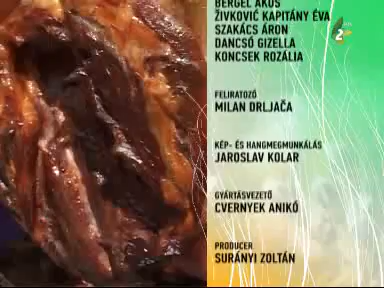 BERGEL ÁKOS
ŽIVKOVIĆ KAPITÁNY ÉVA
SZAKÁCS ÁRON
DANCSÓ GIZELLA
KONCSEK ROZÁLIA
FELIRATOZÓ
MILAN DRLJAČA
KÉP- ÉS HANGMEGMUNKÁLÁS
JAROSLAV KOLAR
GYÁRTÁSVEZETŐ
CVERNYEK ANIKÓ
PRODUCER
SURÁNYI ZOLTÁN
2